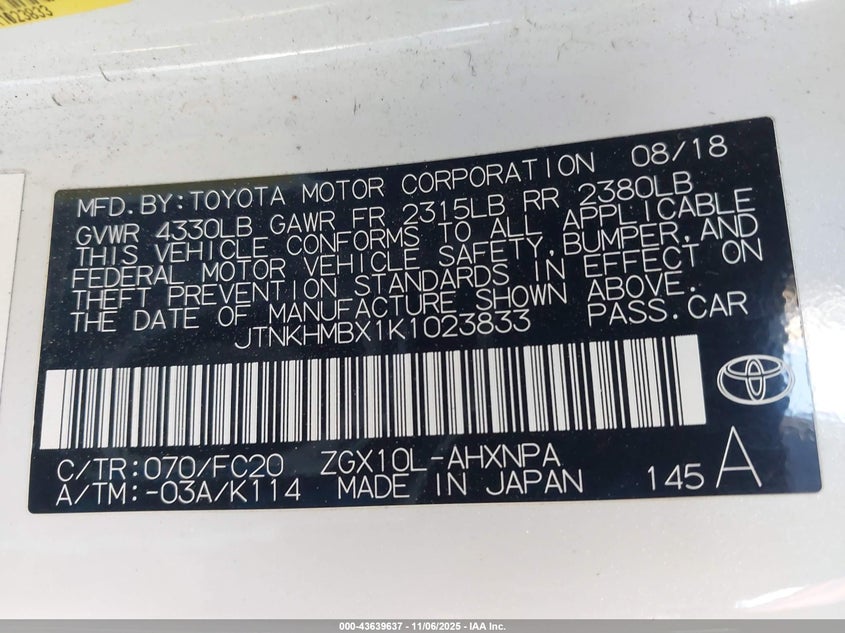 1023833
MFD.BY:TOYOTA MOTOR CORPORATION 08/18
GVWR 4330LB GAWR FR 2315LB RR 2380LB
THIS VEHICLE CONFORMS TO ALL APPLICABLE
FEDERAL MOTOR VEHICLE SAFETY,BUMPER,AND
THEFT PREVENTION STANDARDS IN EFFECT ON
THE DATE OF MANUFACTURE SHOWN ABOVE.
JTNKHMBX1K1023833 PASS.CAR
C/TR:070/FC20 ZGX10L-AHXNPA
A/TM:-03A/K114 MADE IN JAPAN 145 A
000-43639637 - 11/06/2025 - IAA Inc.